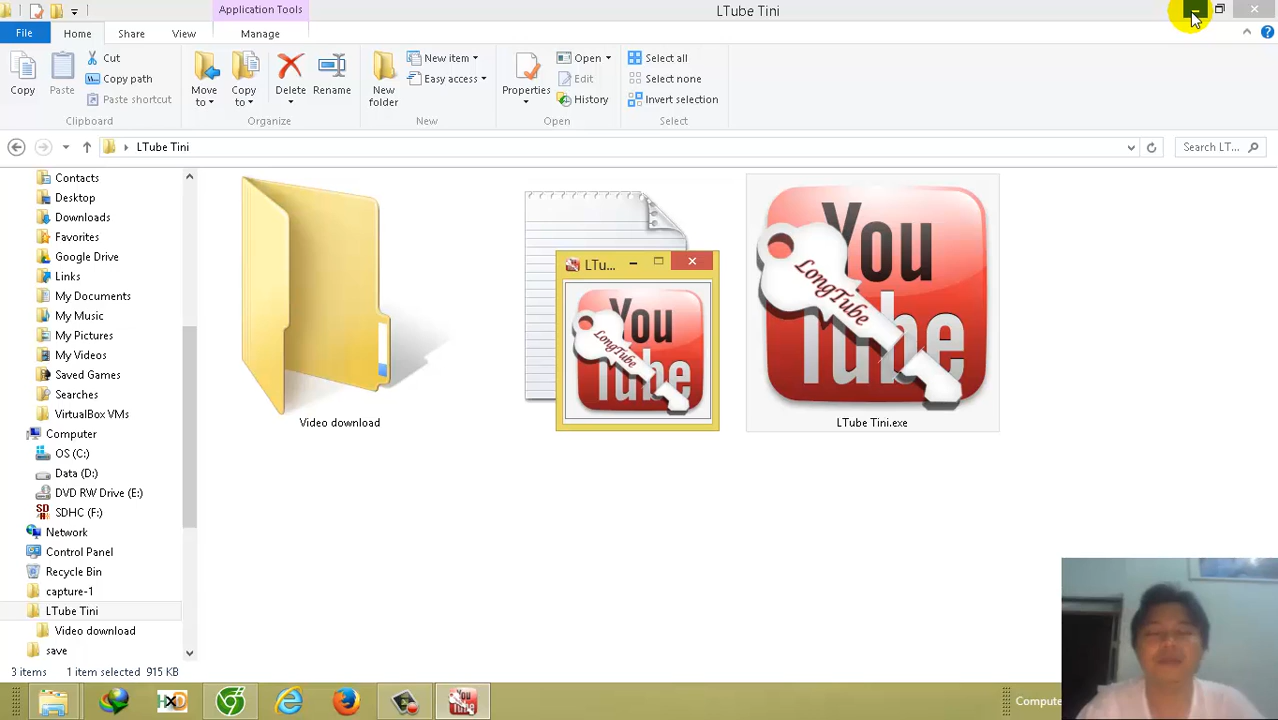 Application Tools
LTube Tini
File
Home
Share
View
Manage
Copy
Paste
Cut
Copy path
Paste shortcut
Clipboard
Move to
Copy to
Delete
Rename
Organize
New folder
New item
Easy access
New
Properties
Open
Edit
History
Open
Select all
Select none
Invert selection
Select
LTube Tini
Search LT...
Contacts
Desktop
Downloads
Favorites
Google Drive
Links
My Documents
My Music
My Pictures
My Videos
Saved Games
Searches
VirtualBox VMs
Computer
OS (C:)
Data (D:)
DVD RW Drive (E:)
SDHC (F:)
Network
Control Panel
Recycle Bin
capture-1
LTube Tini
Video download
save
Video download
LTu...
You
Tube
LongTube
You
Tube
LongTube
LTube Tini.exe
3 items
1 item selected 915 KB
HXD
You
Tube
Compute